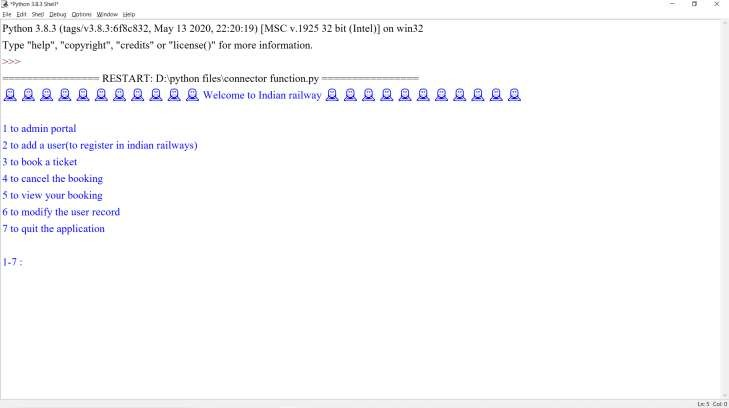 *Python 3.8.3 Shell*
File Edit Shell Debug Options Window Help
Python 3.8.3 (tags/v3.8.3:6f8c832, May 13 2020, 22:20:19) [MSC v.1925 32 bit (Intel)] on win32
Type "help", "copyright", "credits" or "license()" for more information.
>>>
================ RESTART: D:\python files\connector function.py ================
Welcome to Indian railway
1 to admin portal
2 to add a user(to register in indian railways)
3 to book a ticket
4 to cancel the booking
5 to view your booking
6 to modify the user record
7 to quit the application
1-7 :
Ln: 5 Col: 0